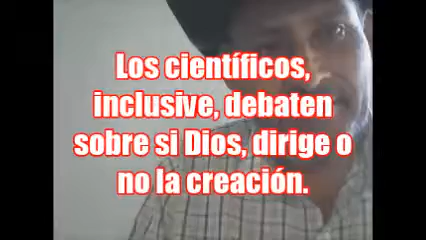 Los científicos,
inclusive, debaten
sobre si Dios, dirige o
no la creación.